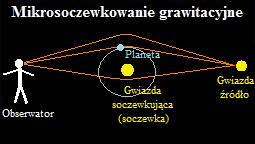 Mikrosoczewkowanie grawitacyjne
Planeta
Gwiazda
soczewkująca
(soczewka)
Gwiazda
źródło
Obserwator